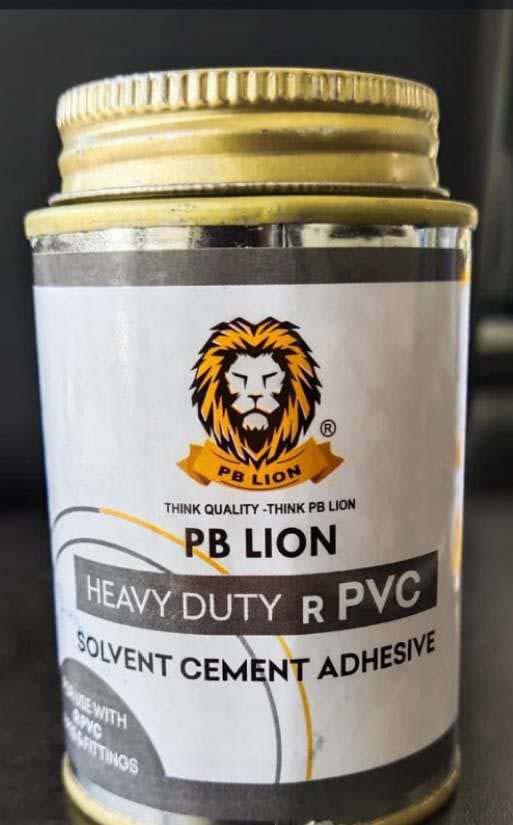 ®
PB LION
THINK QUALITY -THINK PB LION
PB LION
HEAVY DUTY R PVC
SOLVENT CEMENT ADHESIVE
USE WITH
R PVC
& FITTINGS